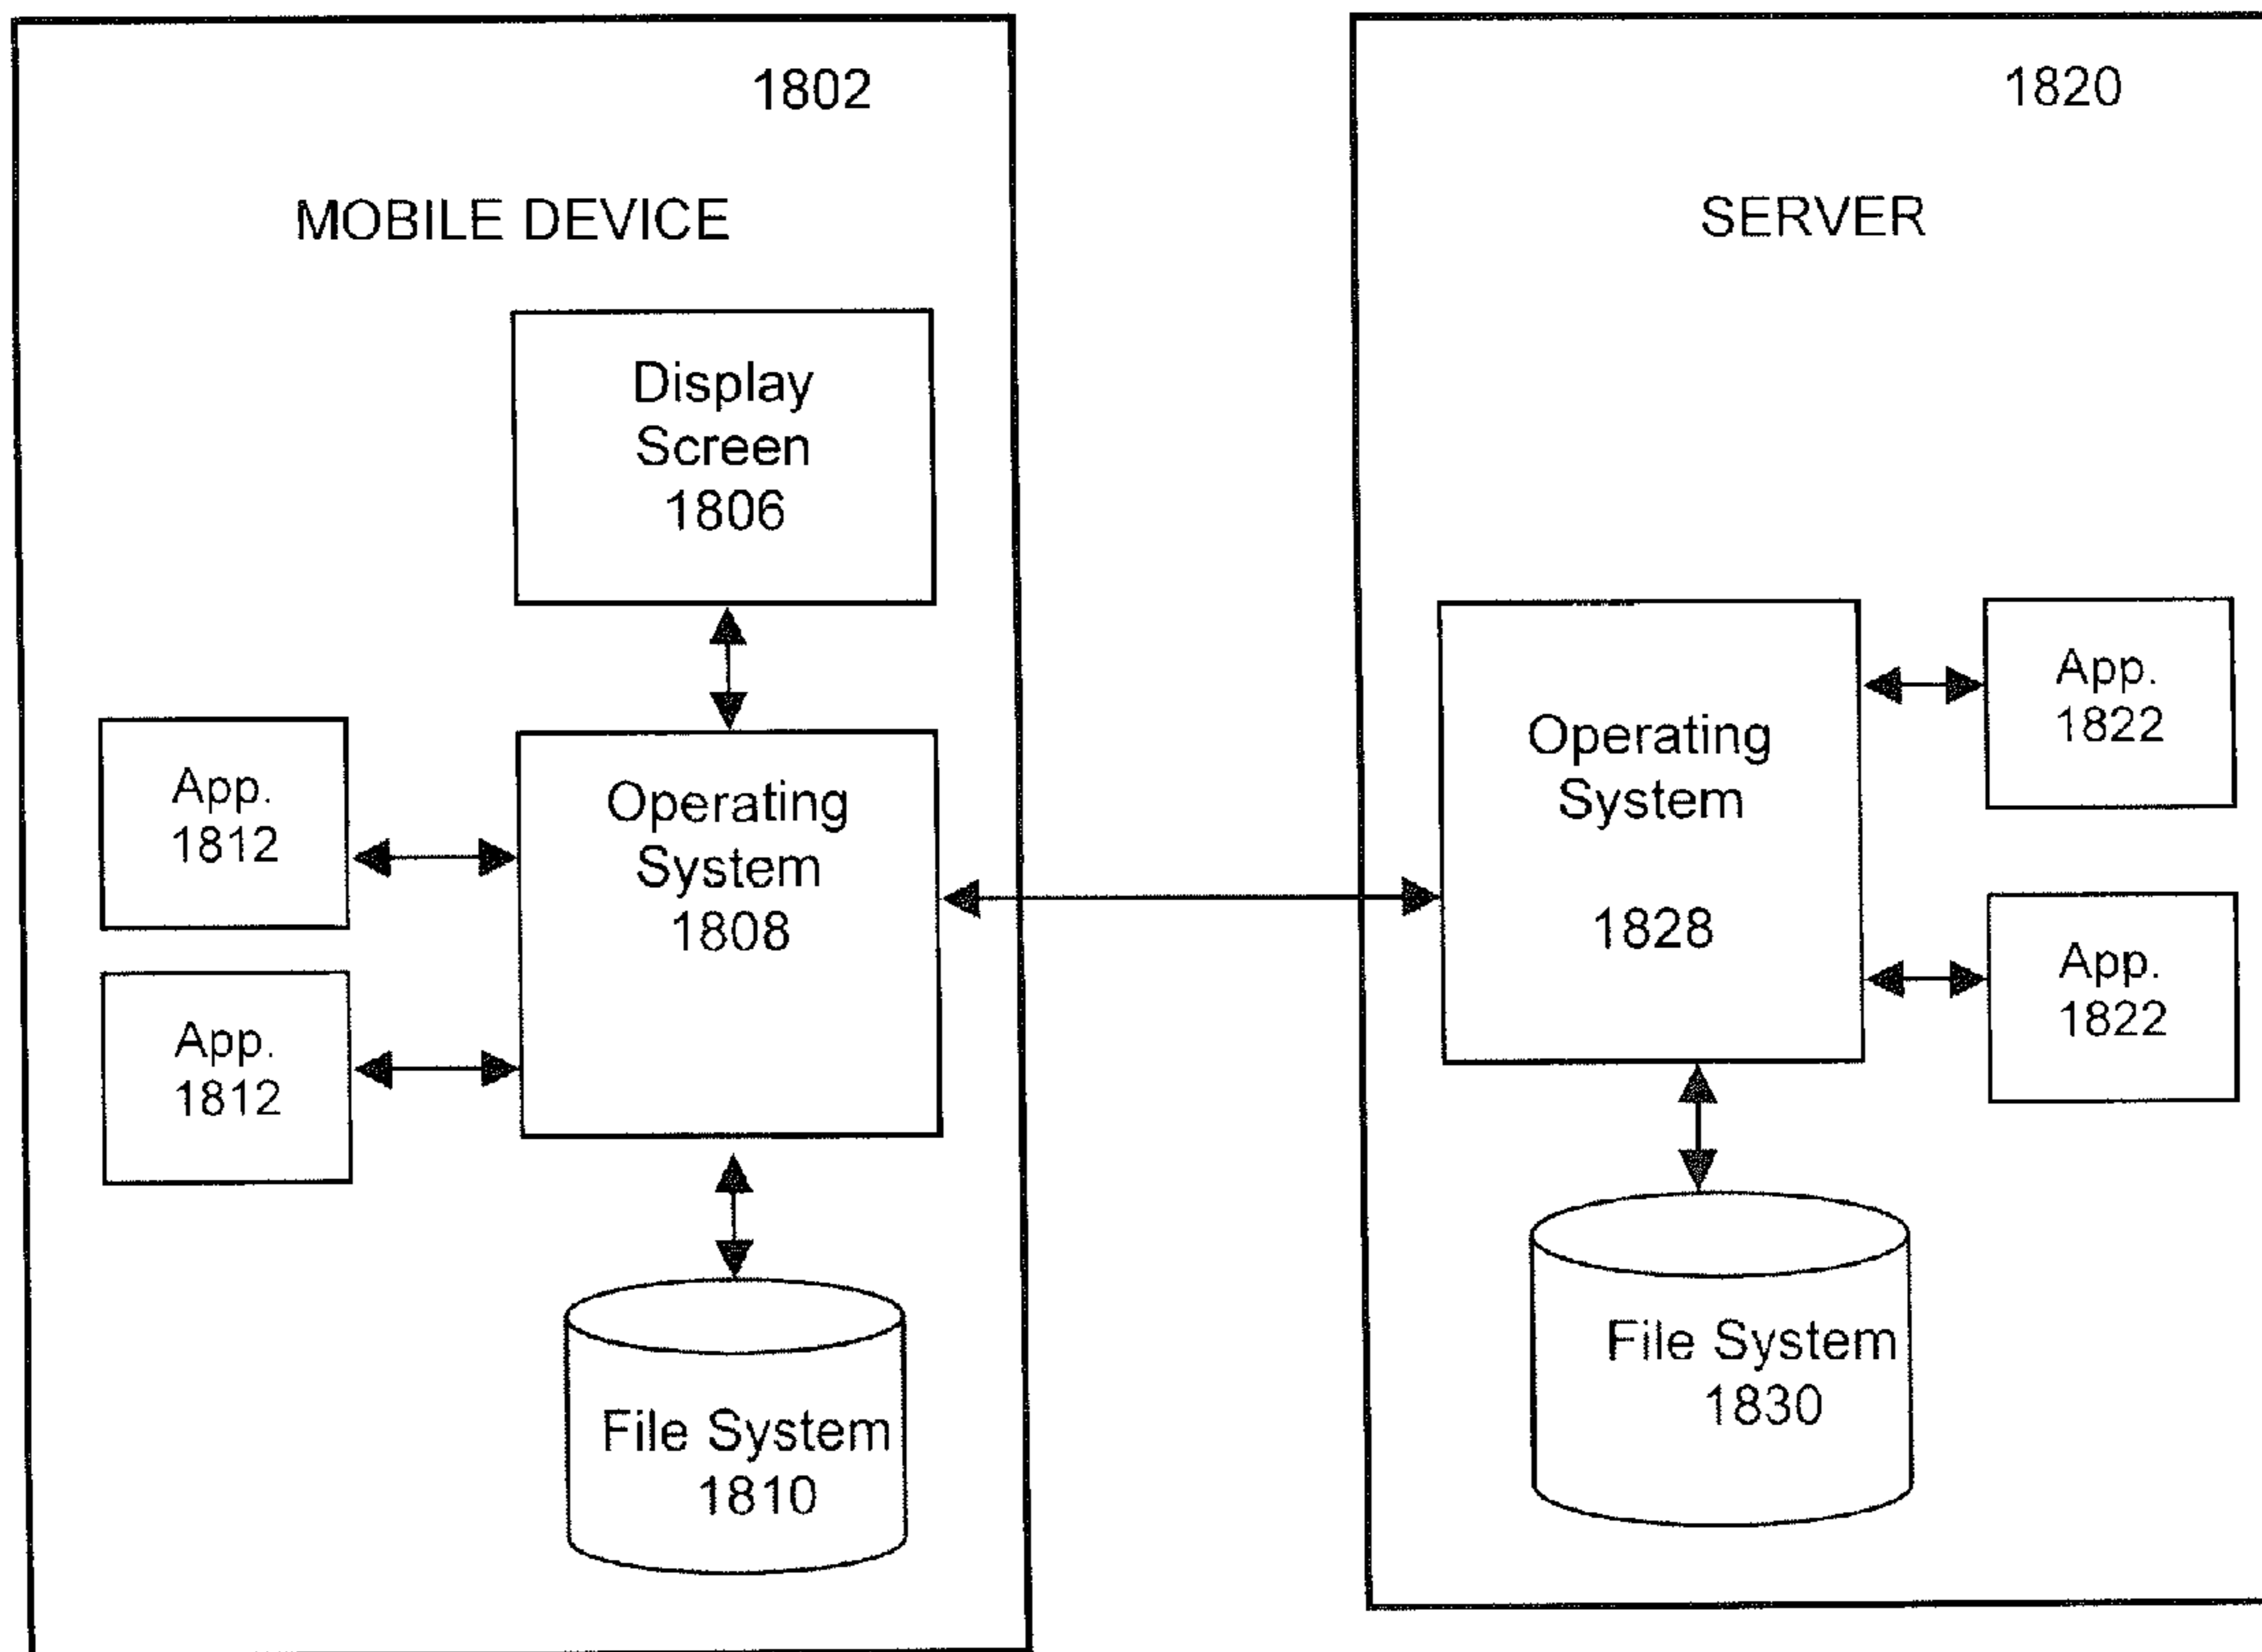 1802
MOBILE DEVICE
Display
Screen
1806
App.
1812
Operating
System
1808
App.
1812
File System
1810
1820
SERVER
Operating
System
1828
App.
1822
App.
1822
File System
1830